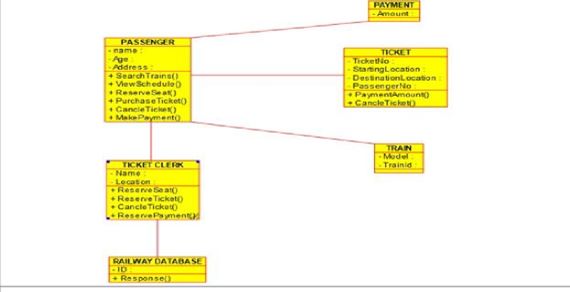 PAYMENT
- Amount
PASSENGER
- name :
- Age :
- Address :
+ SearchTrains()
+ ViewSchedule()
+ ReserveSeat()
+ PurchaseTicket()
+ CancleTicket()
+ MakePayment()
TICKET
- TicketNo :
- StartingLocation :
- DestinationLocation :
- PassengerNo :
+ PaymentAmount()
+ CancleTicket()
TRAIN
- Model :
- Trainid :
TICKET CLERK
- Name :
- Location :
+ ReserveSeat()
+ ReserveTicket()
+ CancleTicket()
+ ReservePayment()
RAILWAY DATABASE
- ID :
+ Response()